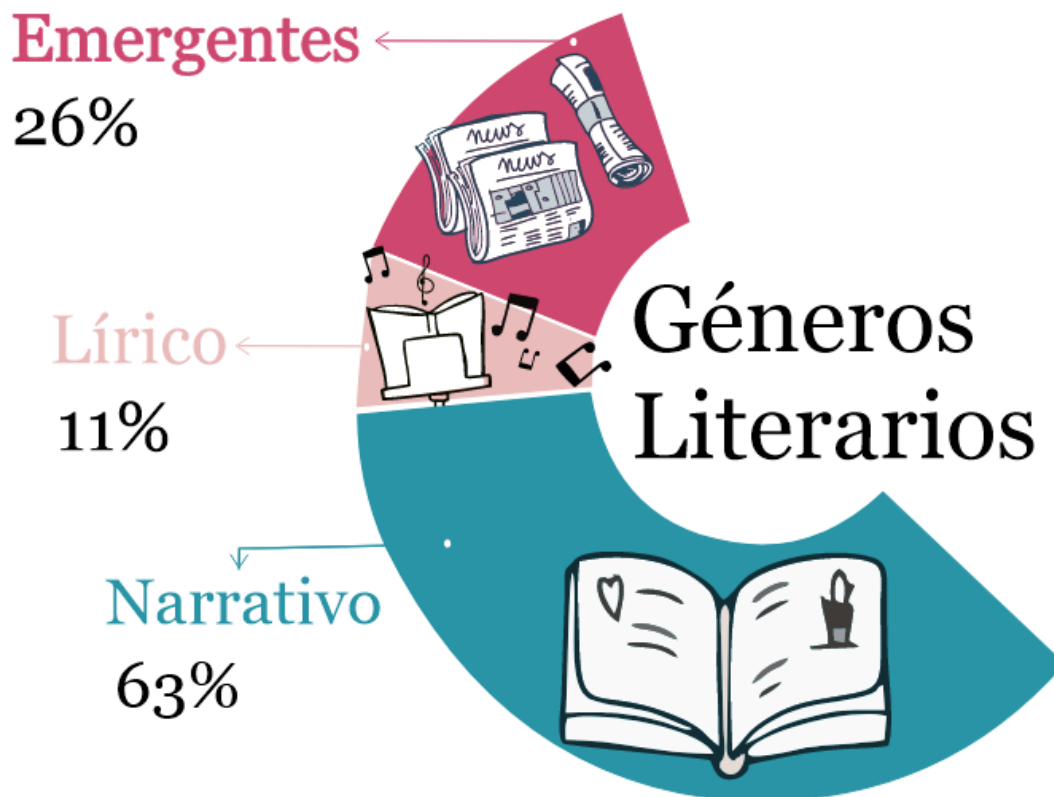 Emergentes
26%
news
news
Lírico
11%
Géneros
Literarios
Narrativo
63%